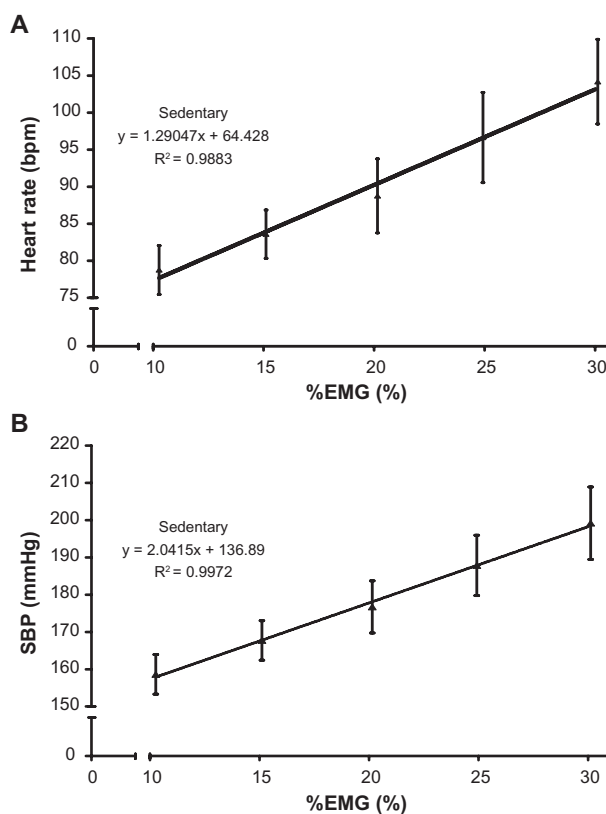 A
110
105
100
95
90
85
80
75
0
Heart rate (bpm)
Sedentary
y = 1.29047x + 64.428
R² = 0.9883
0 10 15 20 25 30
%EMG (%)
B
220
210
200
190
180
170
160
150
0
SBP (mmHg)
Sedentary
y = 2.0415x + 136.89
R² = 0.9972
0 10 15 20 25 30
%EMG (%)